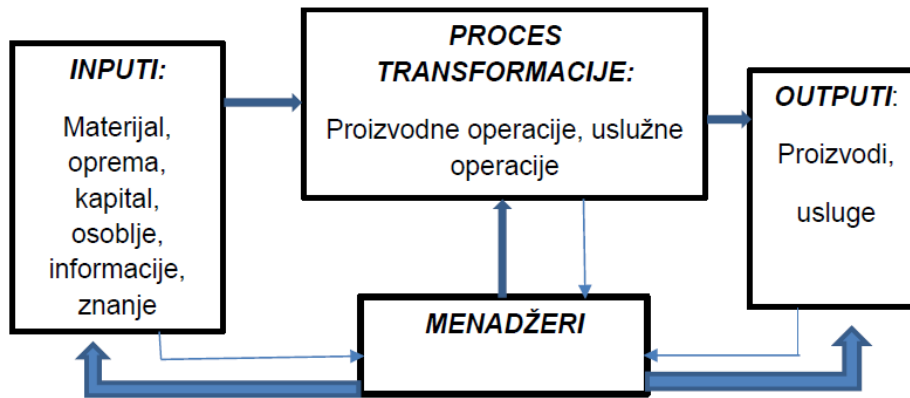 INPUTI:
Materijal,
oprema,
kapital,
osoblje,
informacije,
znanje
PROCES
TRANSFORMACIJE:
Proizvodne operacije, uslužne
operacije
OUTPUTI:
Proizvodi,
usluge
MENADŽERI